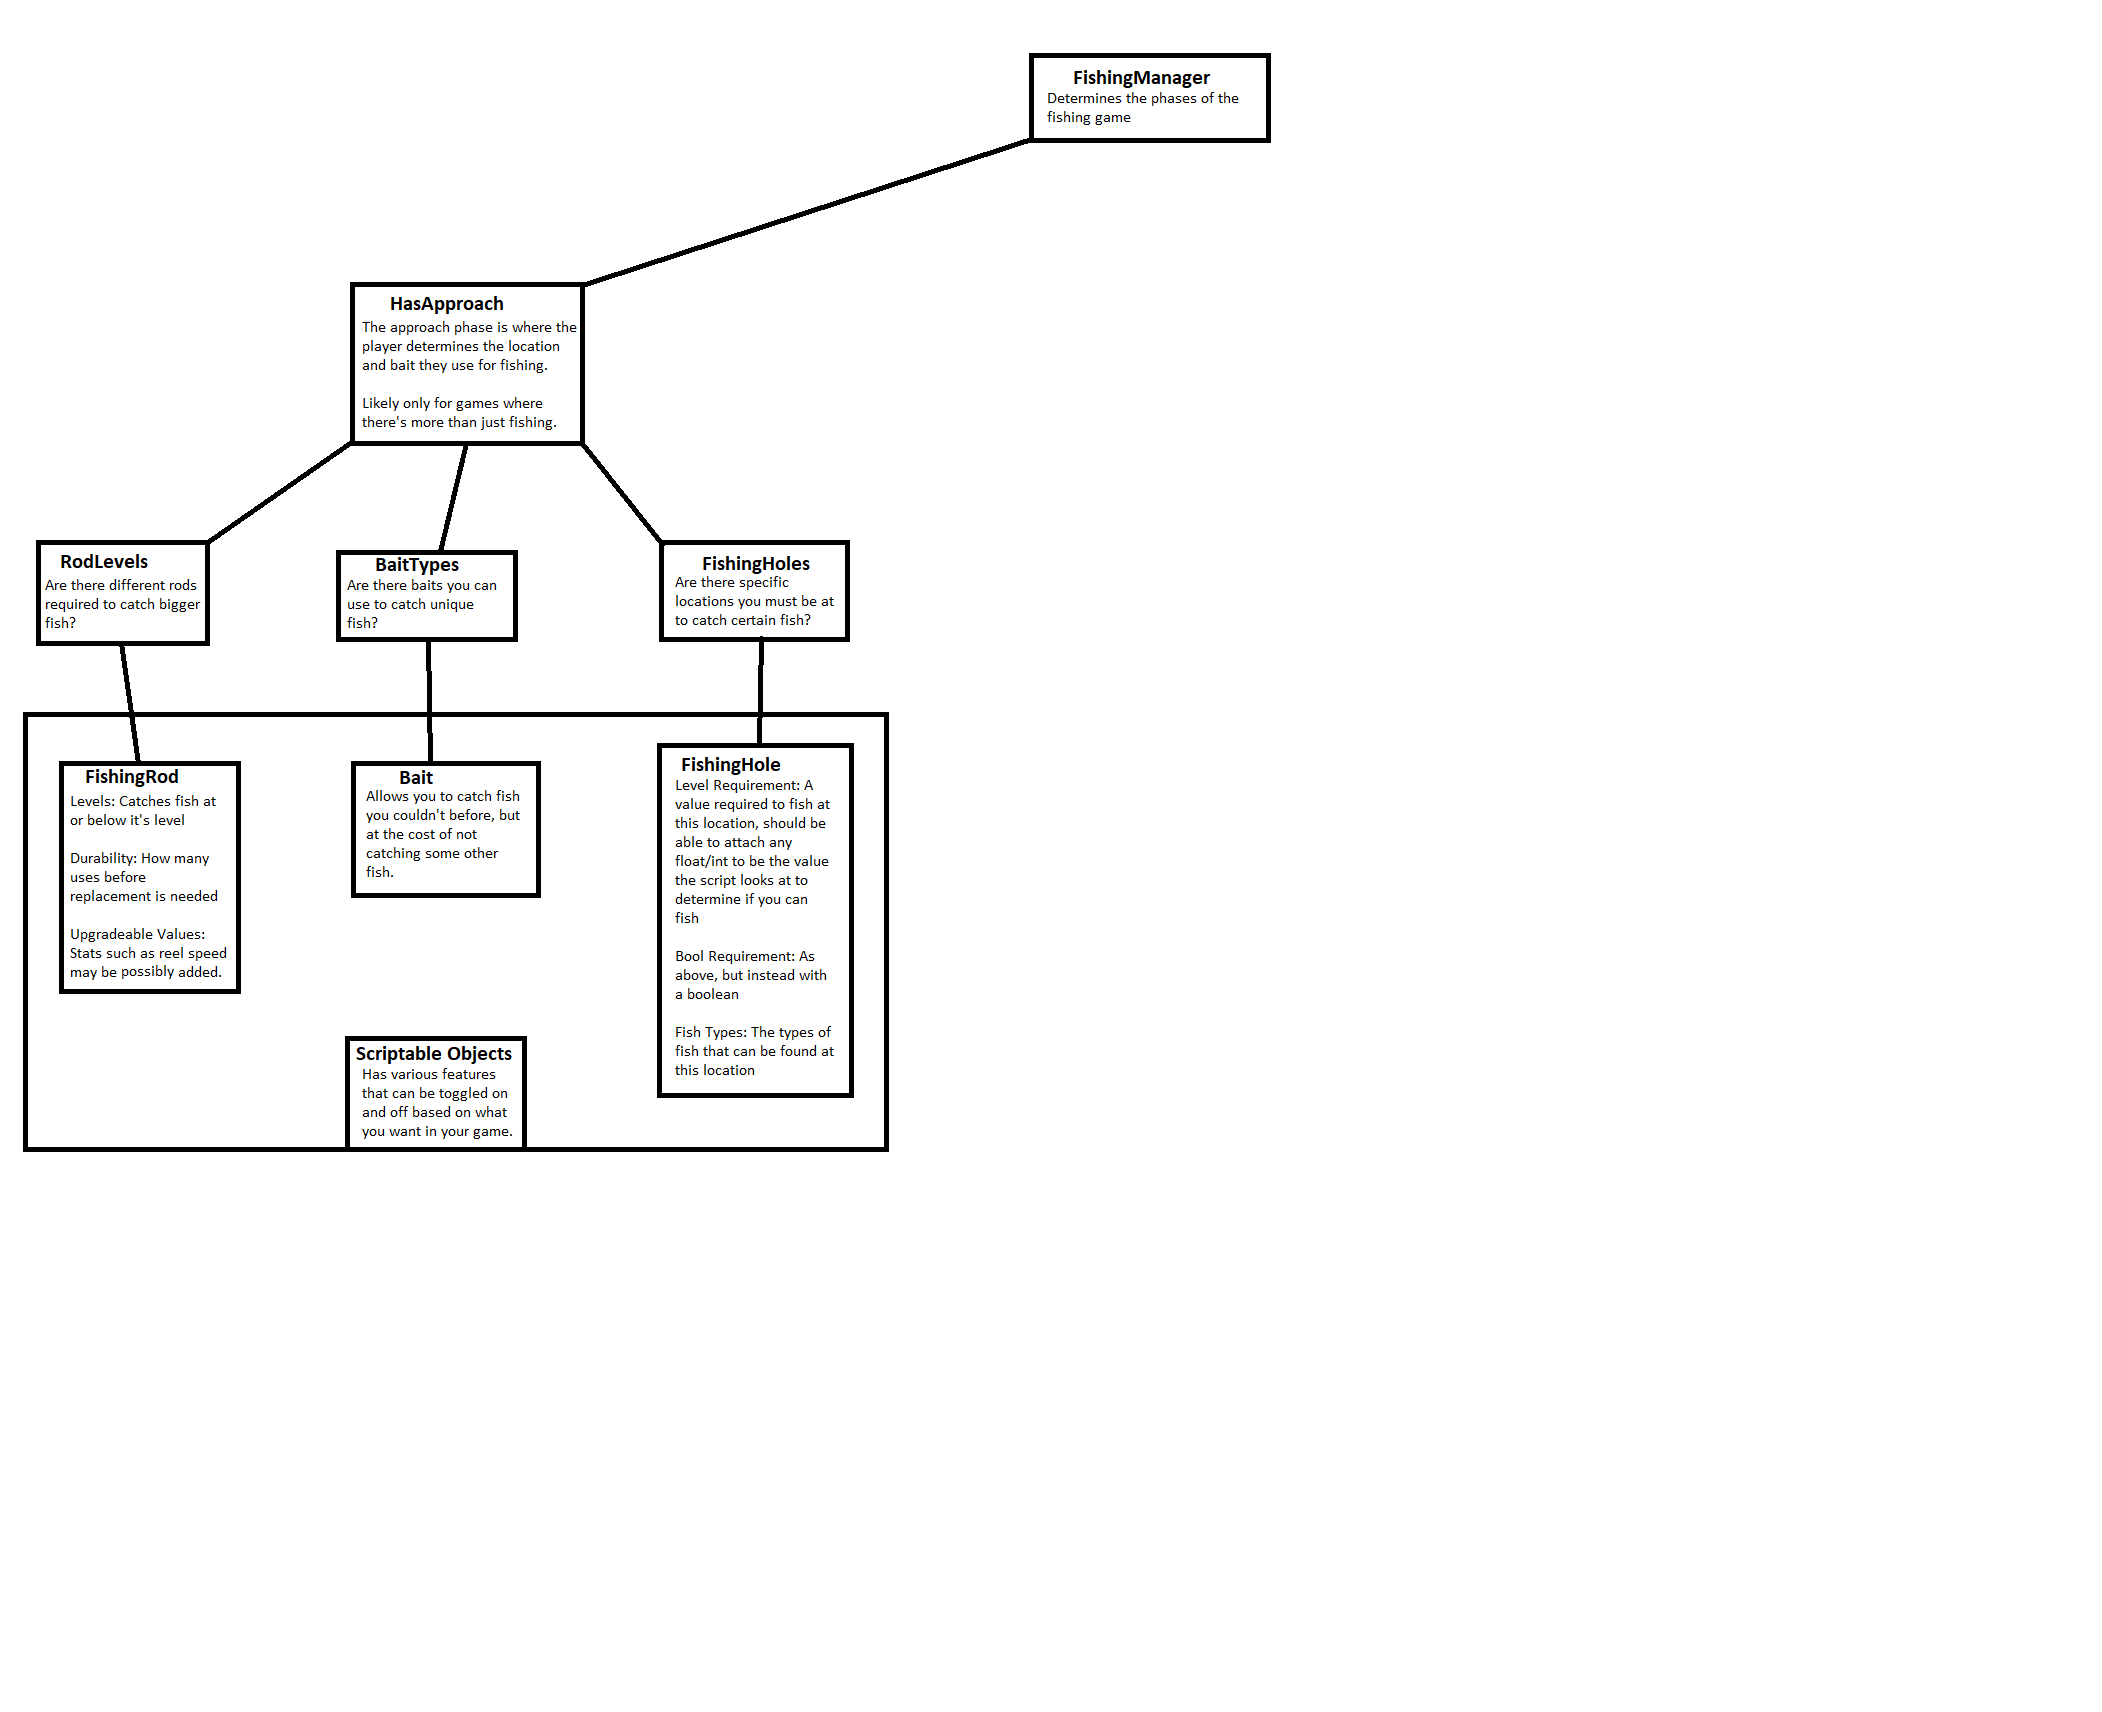 FishingManager
Determines the phases of the
fishing game
HasApproach
The approach phase is where the
player determines the location
and bait they use for fishing.
Likely only for games where
there's more than just fishing.
RodLevels
Are there different rods
required to catch bigger
fish?
BaitTypes
Are there baits you can
use to catch unique
fish?
FishingHoles
Are there specific
locations you must be at
to catch certain fish?
FishingRod
Levels: Catches fish at
or below it's level
Durability: How many
uses before
replacement is needed
Upgradeable Values:
Stats such as reel speed
may be possibly added.
Bait
Allows you to catch fish
you couldn't before, but
at the cost of not
catching some other
fish.
FishingHole
Level Requirement: A
value required to fish at
this location, should be
able to attach any
float/int to be the value
the script looks at to
determine if you can
fish
Bool Requirement: As
above, but instead with
a boolean
Fish Types: The types of
fish that can be found at
this location
Scriptable Objects
Has various features
that can be toggled on
and off based on what
you want in your game.